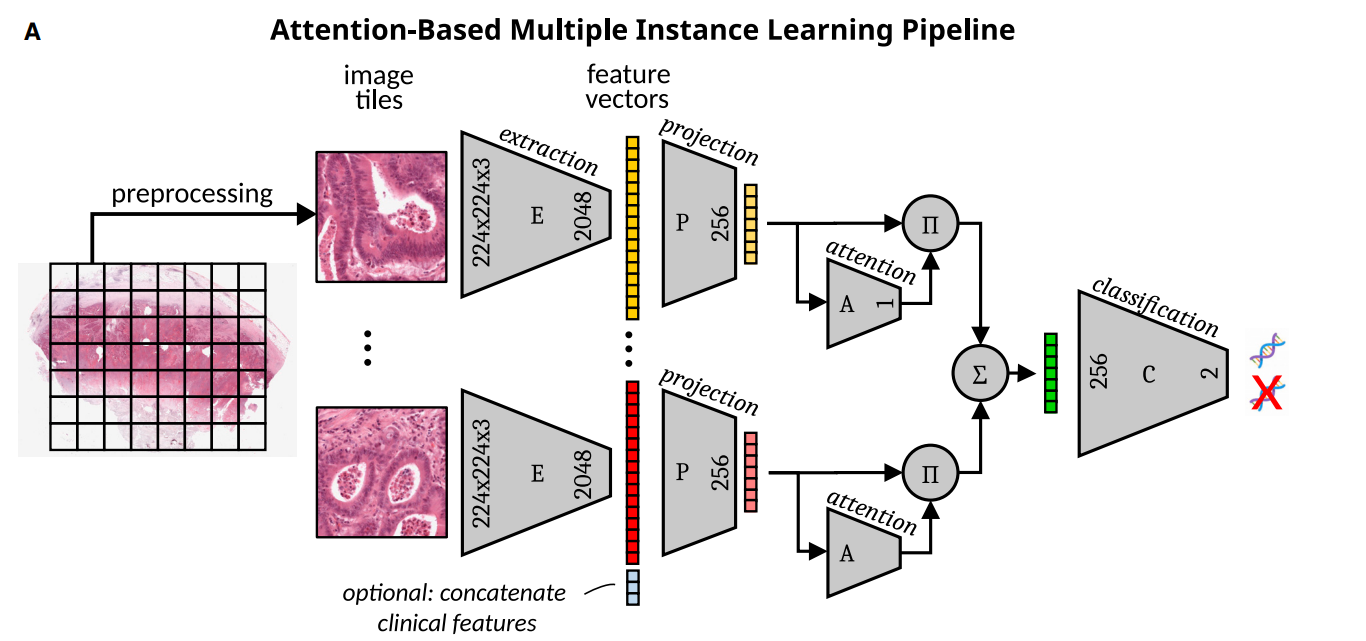 A
Attention-Based Multiple Instance Learning Pipeline
image
tiles
feature
vectors
preprocessing
extraction
224x224x3
E
2048
projection
P
256
Π
attention
A
1
Σ
classification
256
C
2
X
extraction
224x224x3
E
2048
projection
P
256
Π
attention
A
optional: concatenate
clinical features